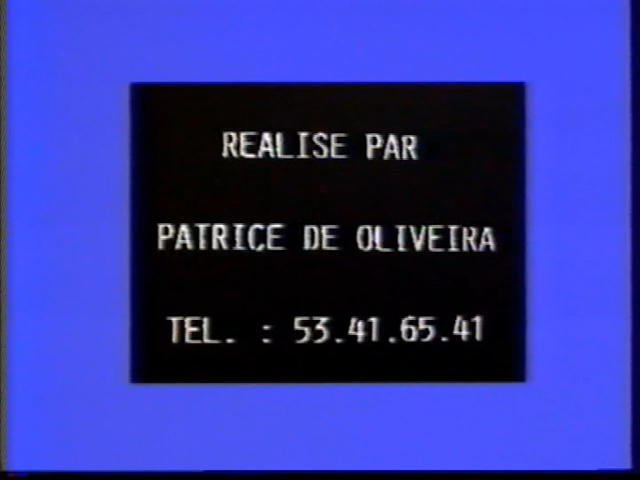 REALISE PAR
PATRICE DE OLIVEIRA
TEL. : 53.41.65.41